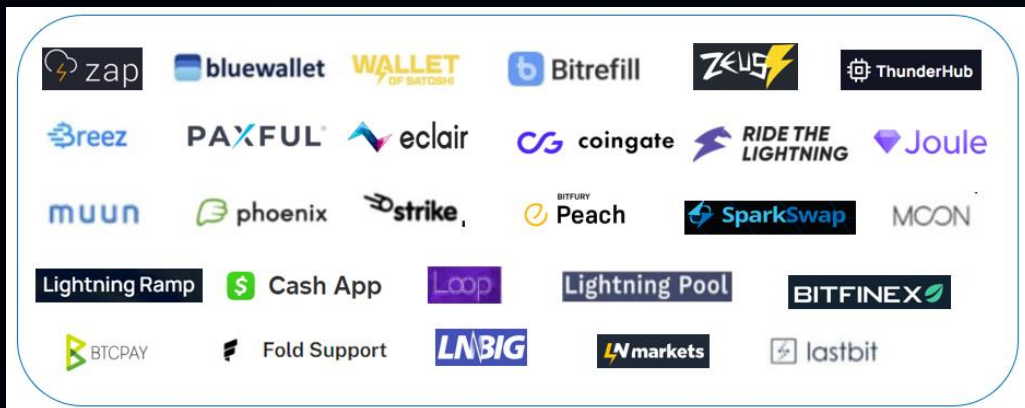 zap
bluewallet
WALLET
OF SATOSHI
b Bitrefill
ZEUS
ThunderHub
Breez
PAXFUL
eclair
CG coingate
RIDE THE
LIGHTNING
Joule
muun
phoenix
strike
BITFURY
Peach
SparkSwap
MOON
Lightning Ramp
$ Cash App
Loop
Lightning Pool
BITFINEX
BTCPAY
Fold Support
LNBIG
LN markets
lastbit